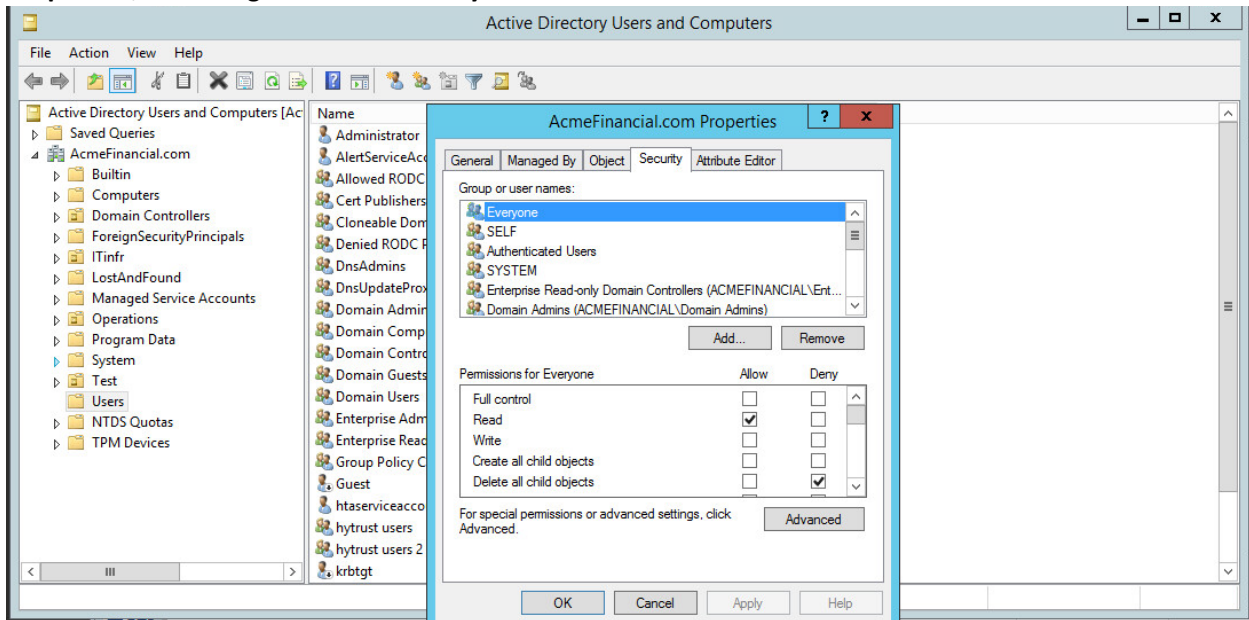 Active Directory Users and Computers
File Action View Help
Active Directory Users and Computers [Ac
Saved Queries
AcmeFinancial.com
Builtin
Computers
Domain Controllers
ForeignSecurityPrincipals
ITinfr
LostAndFound
Managed Service Accounts
Operations
Program Data
System
Test
Users
NTDS Quotas
TPM Devices
Name
Administrator
AlertServiceAcc
Allowed RODC
Cert Publishers
Cloneable Dom
Denied RODC P
DnsAdmins
DnsUpdateProx
Domain Admin
Domain Comp
Domain Contro
Domain Guests
Domain Users
Enterprise Adm
Enterprise Read
Group Policy C
Guest
htaserviceacco
hytrust users
hytrust users 2
krbtgt
AcmeFinancial.com Properties
General Managed By Object Security Attribute Editor
Group or user names:
Everyone
SELF
Authenticated Users
SYSTEM
Enterprise Read-only Domain Controllers (ACMEFINANCIAL\Ent...
Domain Admins (ACMEFINANCIAL\Domain Admins)
Add... Remove
Permissions for Everyone Allow Deny
Full control
Read
Write
Create all child objects
Delete all child objects
For special permissions or advanced settings, click
Advanced.
Advanced
OK Cancel Apply Help